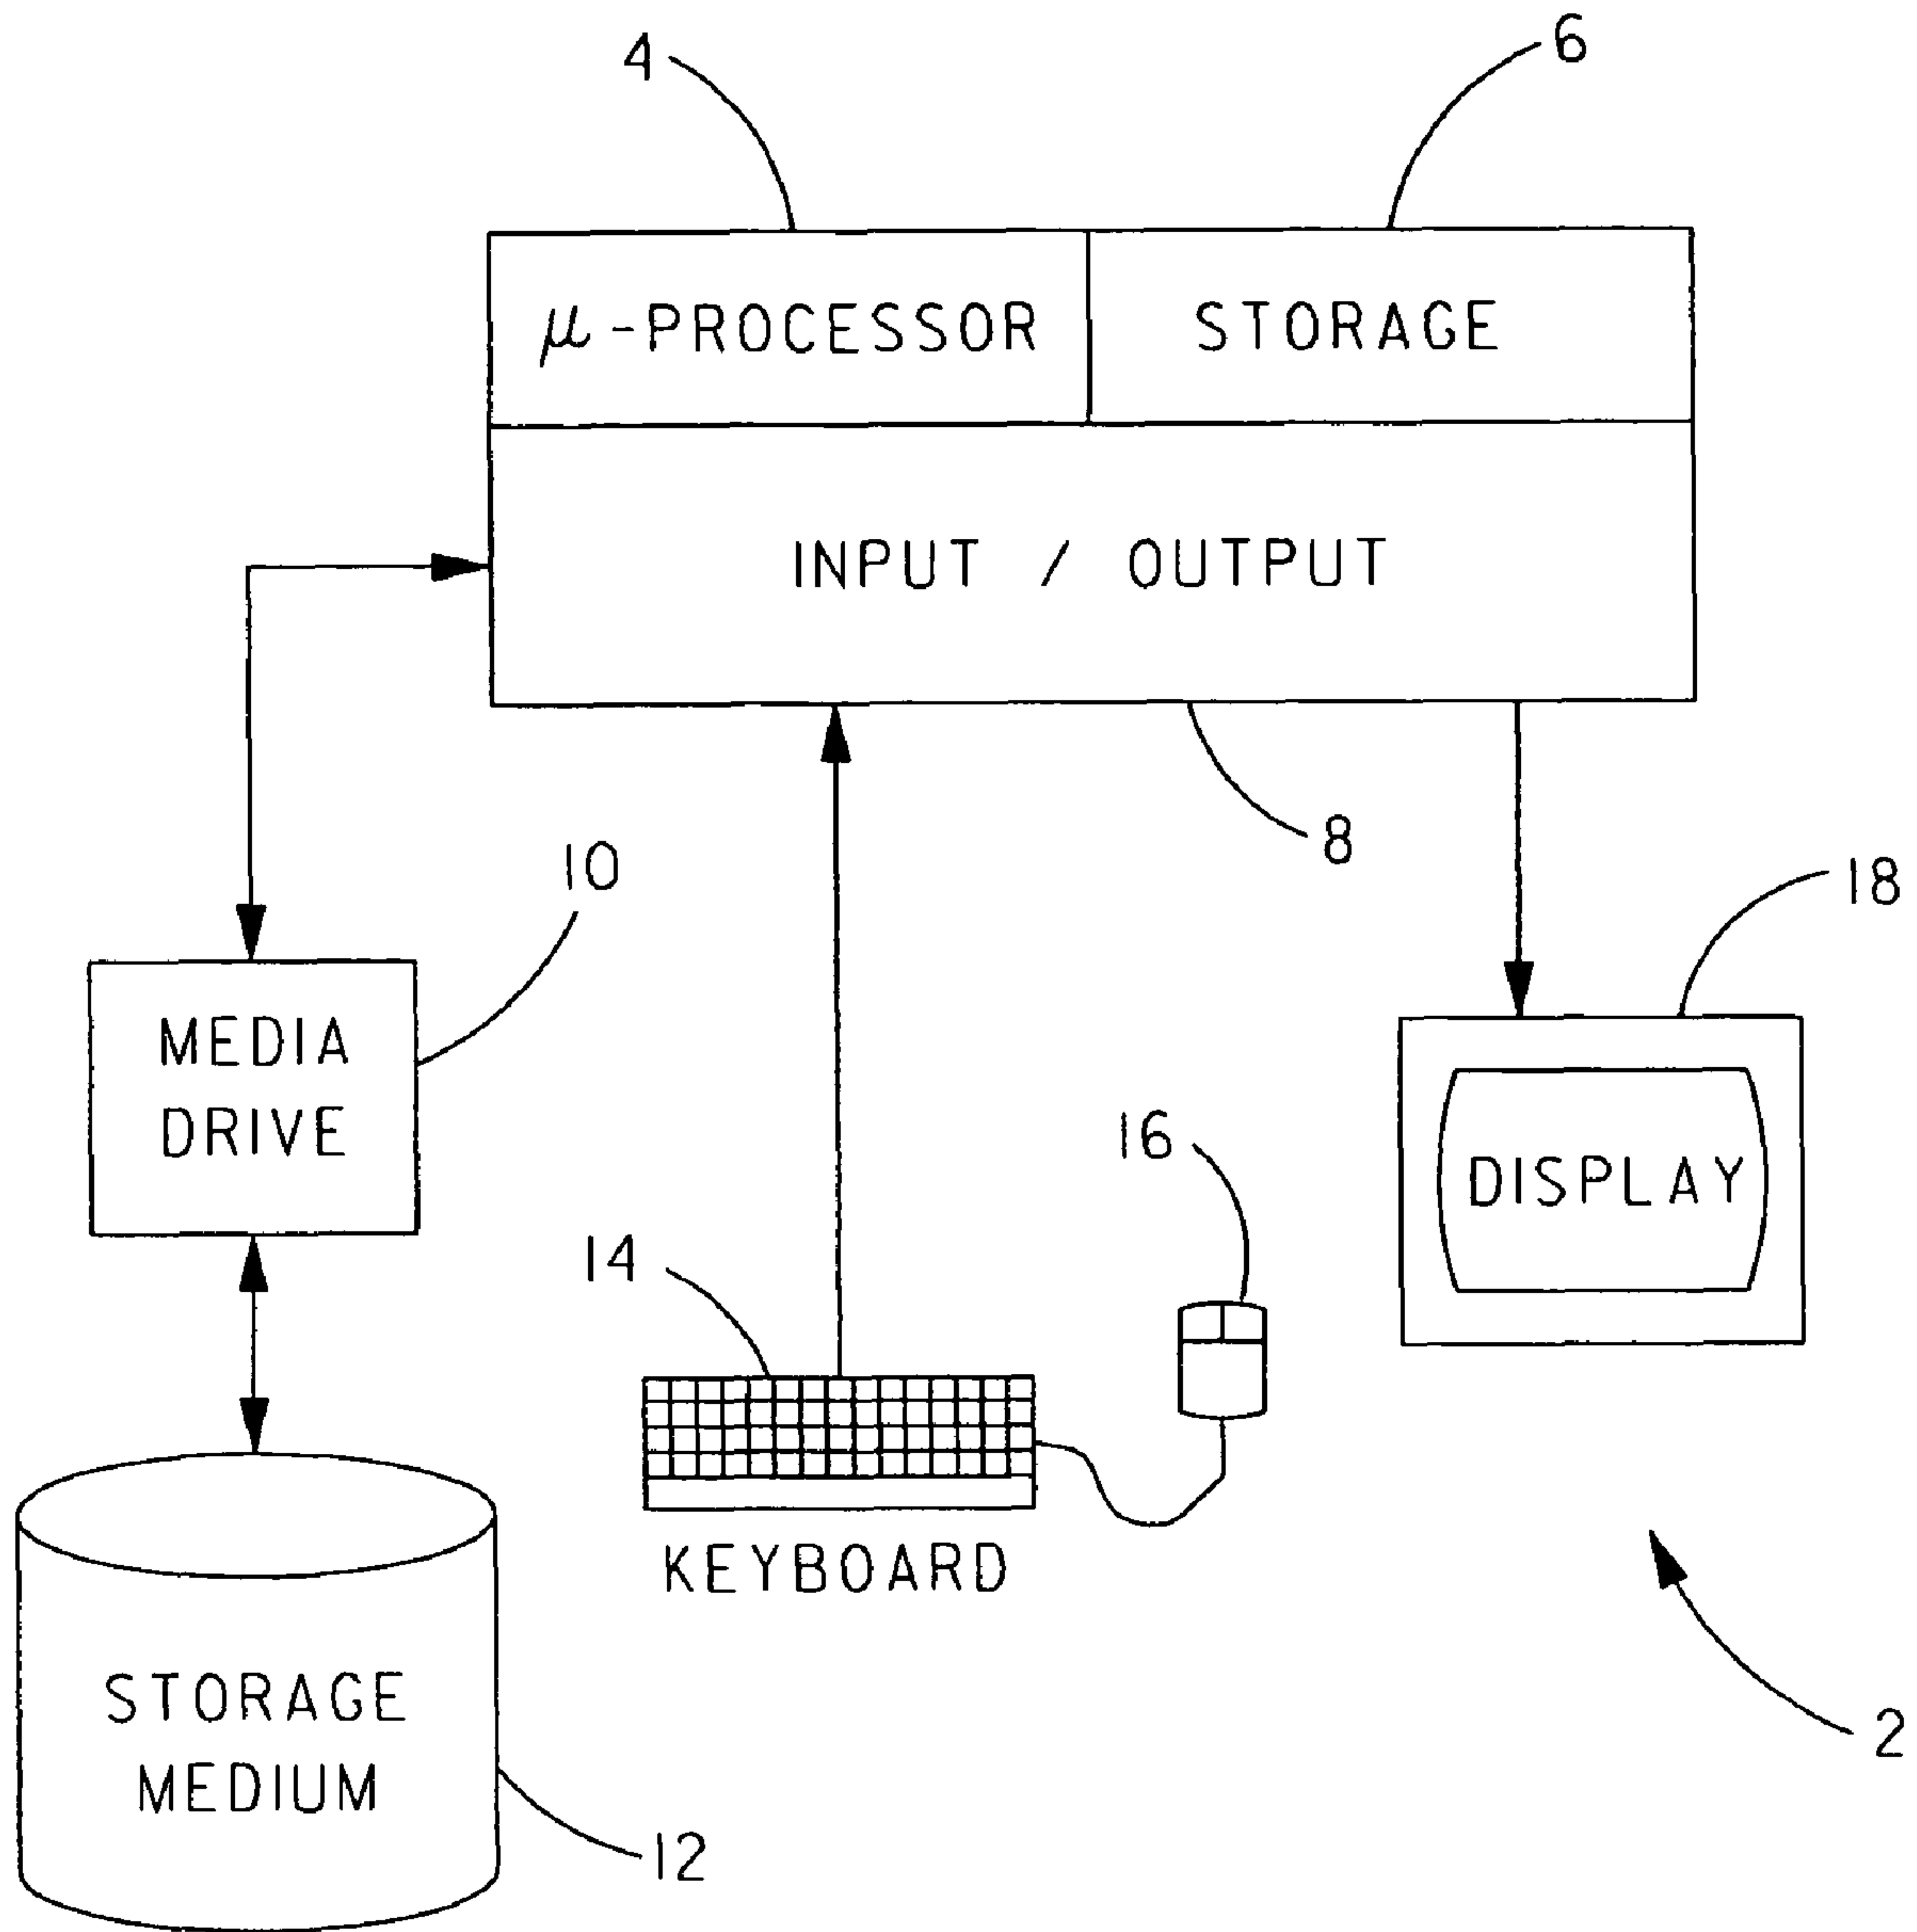 4
6
μ-PROCESSOR
STORAGE
INPUT / OUTPUT
8
10
18
MEDIA
DRIVE
16
DISPLAY
14
KEYBOARD
STORAGE
MEDIUM
2
12